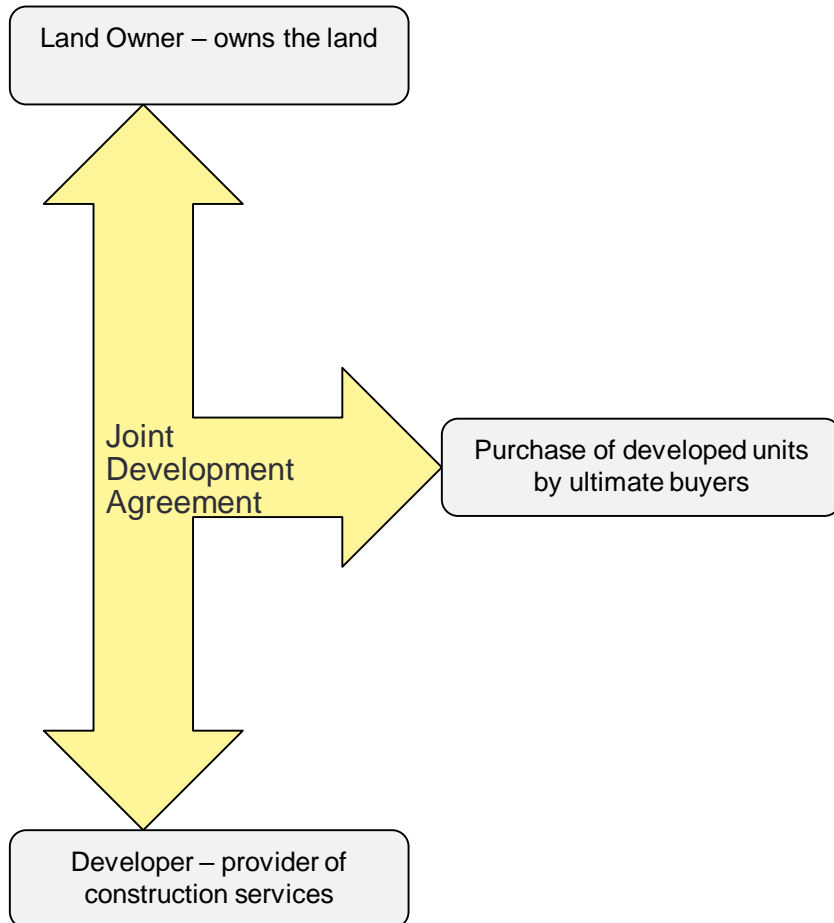 Land Owner – owns the land
Joint
Development
Agreement
Purchase of developed units
by ultimate buyers
Developer – provider of
construction services